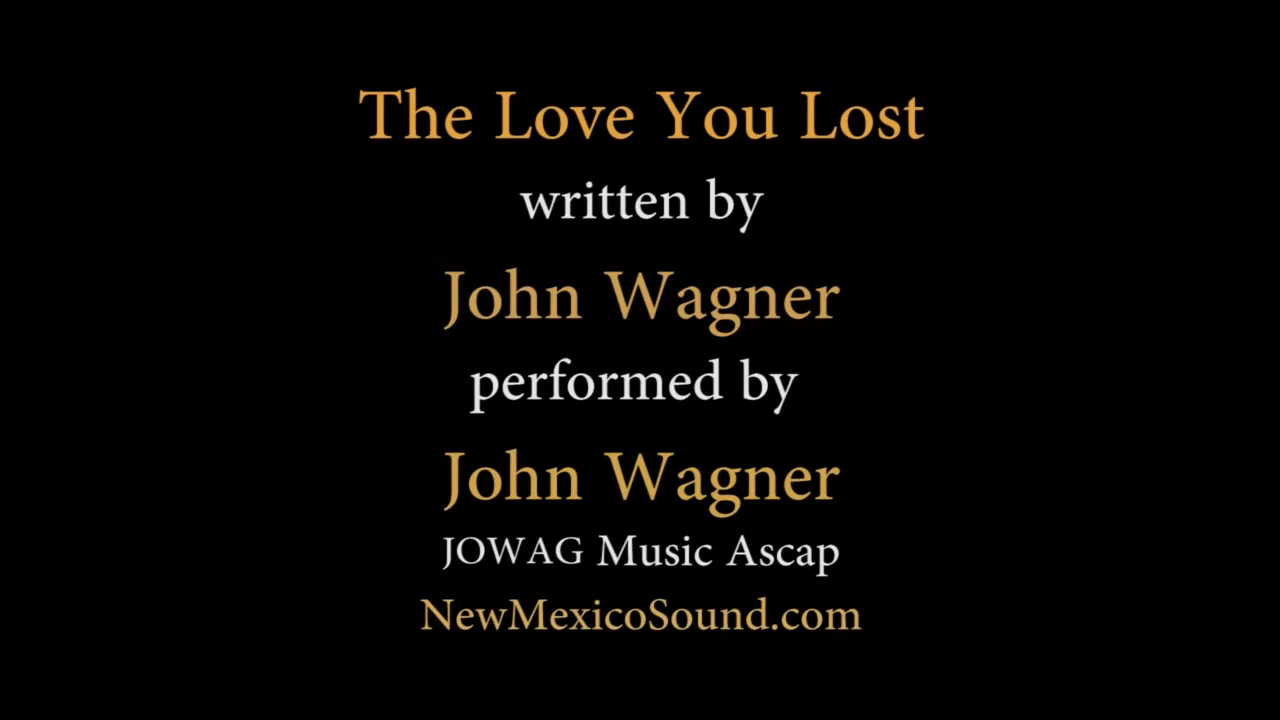 The Love You Lost
written by
John Wagner
performed by
John Wagner
JOWAG Music Ascap
NewMexicoSound.com